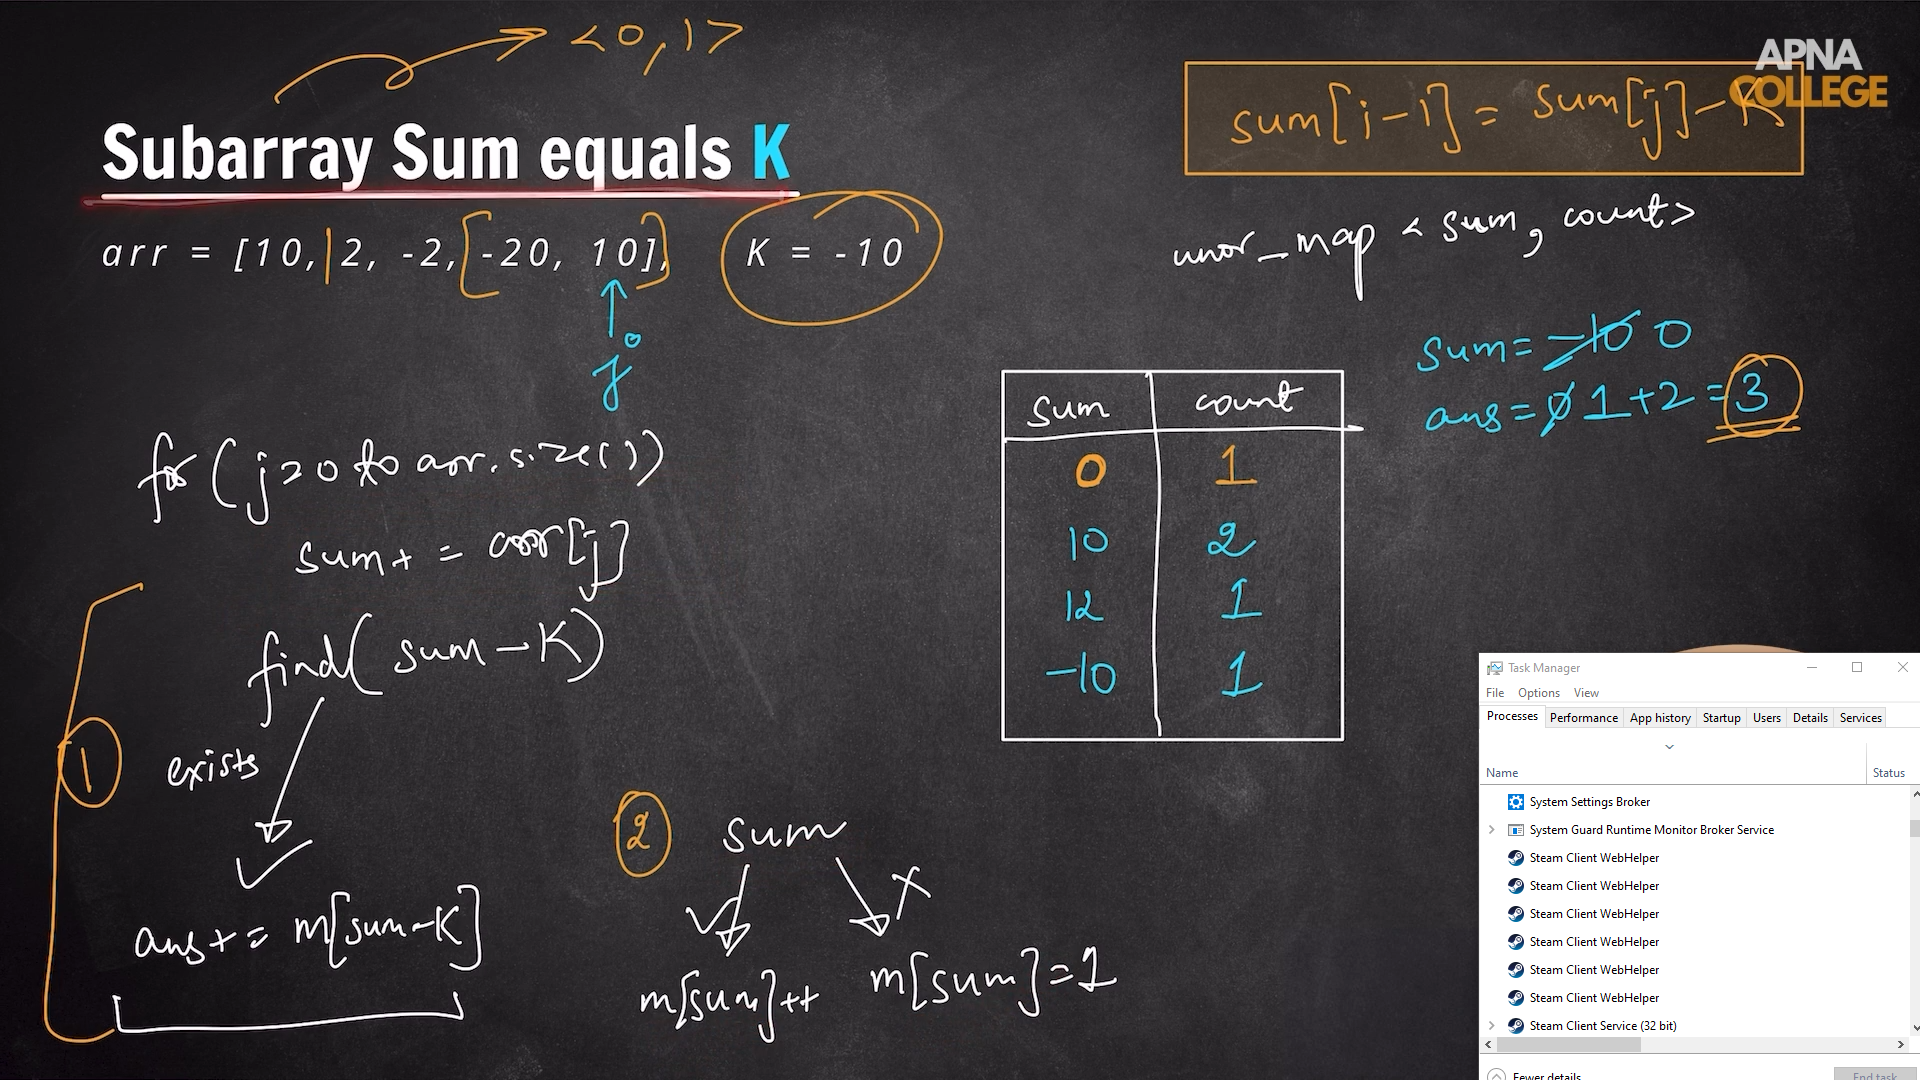 <0,1>
APNA
COLLEGE
sum[i-1] = sum[j]-K
Subarray Sum equals K
arr = [10, 2, -2, -20, 10], K = -10
unor_map < sum, count>
j
sum= -10 0
ans= 0 1+2 = 3
sum count
0 1
10 2
12 1
-10 1
for (j=0 to arr.size())
sum+ = arr[j]
find( sum-K)
1
exists
ans+ = m[sum-K]
2
sum
m[sum]++ m[sum]=1
Task Manager
File Options View
Processes Performance App history Startup Users Details Services
Name Status
System Settings Broker
System Guard Runtime Monitor Broker Service
Steam Client WebHelper
Steam Client WebHelper
Steam Client WebHelper
Steam Client WebHelper
Steam Client WebHelper
Steam Client WebHelper
Steam Client Service (32 bit)
Fewer details End task